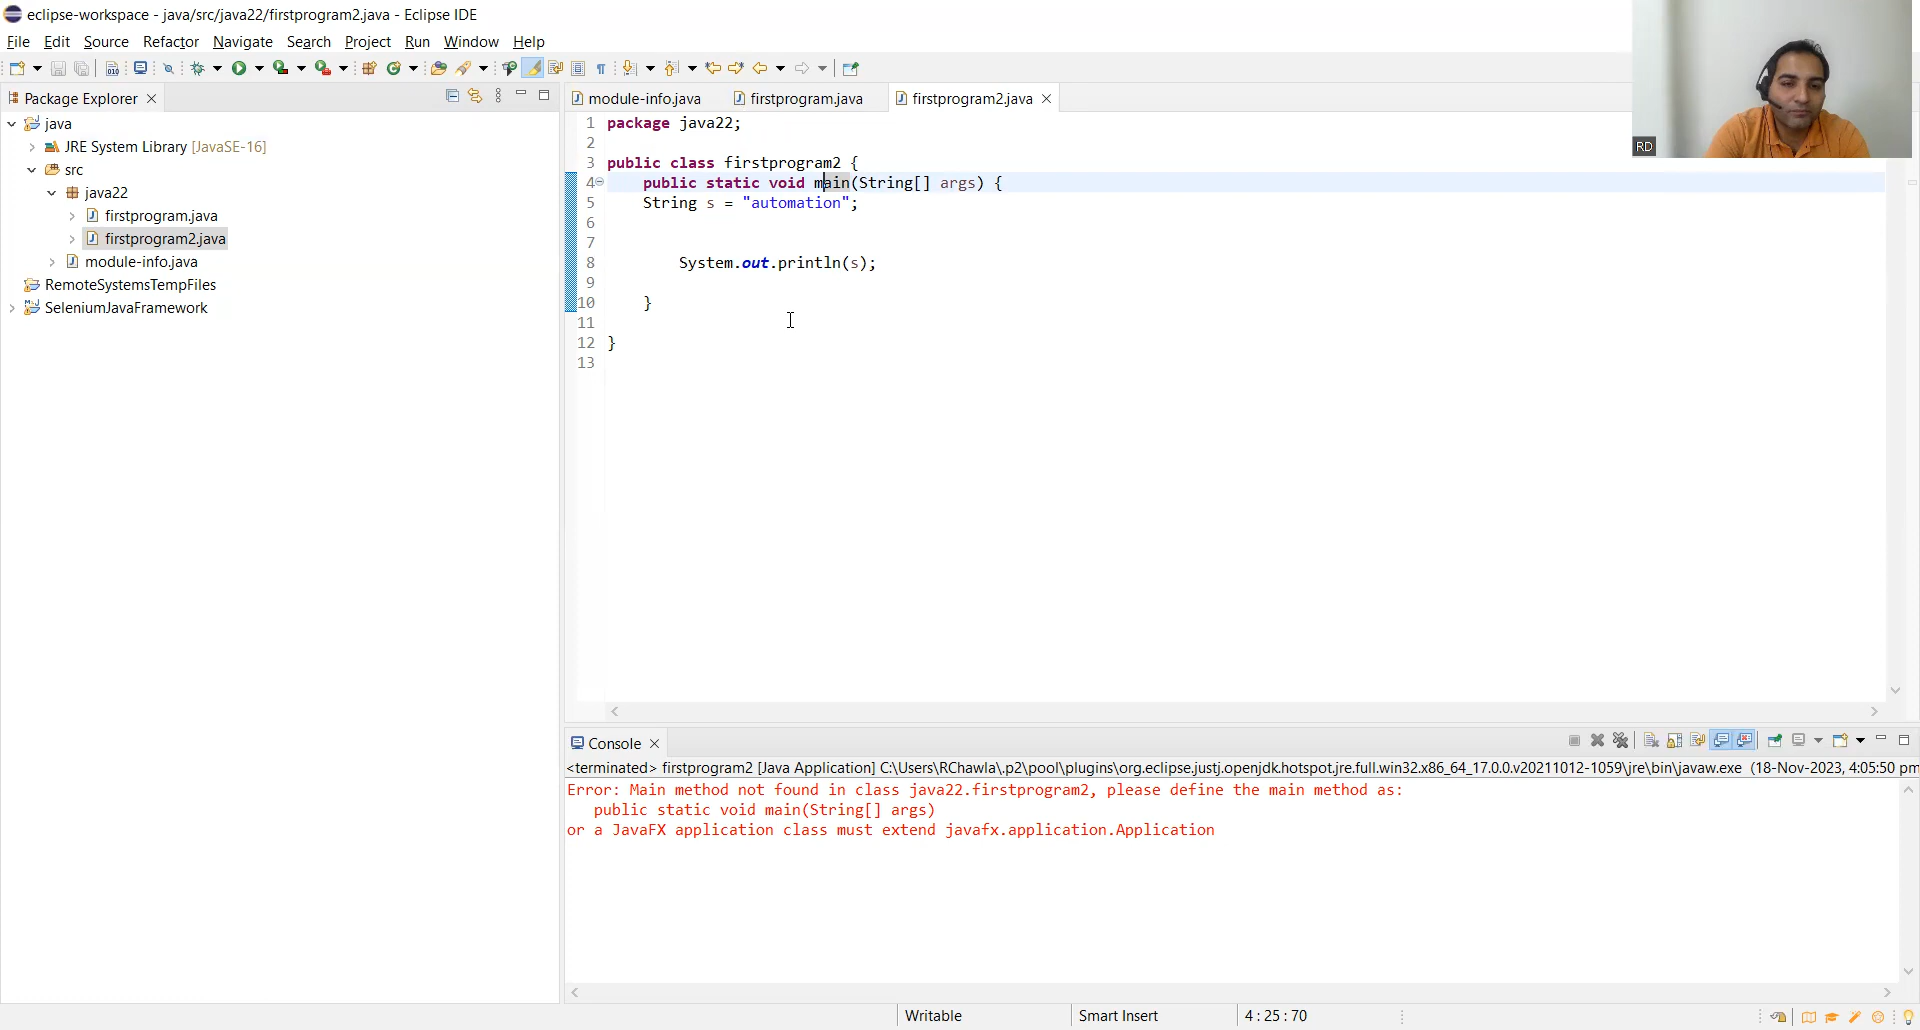 eclipse-workspace - java/src/java22/firstprogram2.java - Eclipse IDE
File Edit Source Refactor Navigate Search Project Run Window Help
Package Explorer
module-info.java firstprogram.java firstprogram2.java
java
JRE System Library [JavaSE-16]
src
java22
firstprogram.java
firstprogram2.java
module-info.java
RemoteSystemsTempFiles
SeleniumJavaFramework
1 package java22;
2
3 public class firstprogram2 {
4 public static void main(String[] args) {
5 String s = "automation";
6
7
8 System.out.println(s);
9
10 }
11
12 }
13
RD
Console
<terminated> firstprogram2 [Java Application] C:\Users\RChawla\.p2\pool\plugins\org.eclipse.justj.openjdk.hotspot.jre.full.win32.x86_64_17.0.0.v20211012-1059\jre\bin\javaw.exe (18-Nov-2023, 4:05:50 pm
Error: Main method not found in class java22.firstprogram2, please define the main method as:
public static void main(String[] args)
or a JavaFX application class must extend javafx.application.Application
Writable Smart Insert 4 : 25 : 70